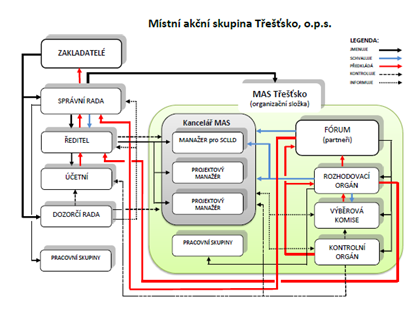 Místní akční skupina Třešťsko, o.p.s.
LEGENDA:
JMENUJE
SCHVALUJE
PŘEDKLÁDÁ
KONTROLUJE
INFORMUJE
ZAKLADATELÉ
SPRÁVNÍ RADA
ŘEDITEL
ÚČETNÍ
DOZORČÍ RADA
PRACOVNÍ SKUPINY
MAS Třešťsko
(organizační složka)
Kancelář MAS
MANAŽER pro SCLLD
PROJEKTOVÝ
MANAŽER
PROJEKTOVÝ
MANAŽER
PRACOVNÍ SKUPINY
FÓRUM
(partneři)
ROZHODOVACÍ
ORGÁN
VÝBĚROVÁ
KOMISE
KONTROLNÍ
ORGÁN